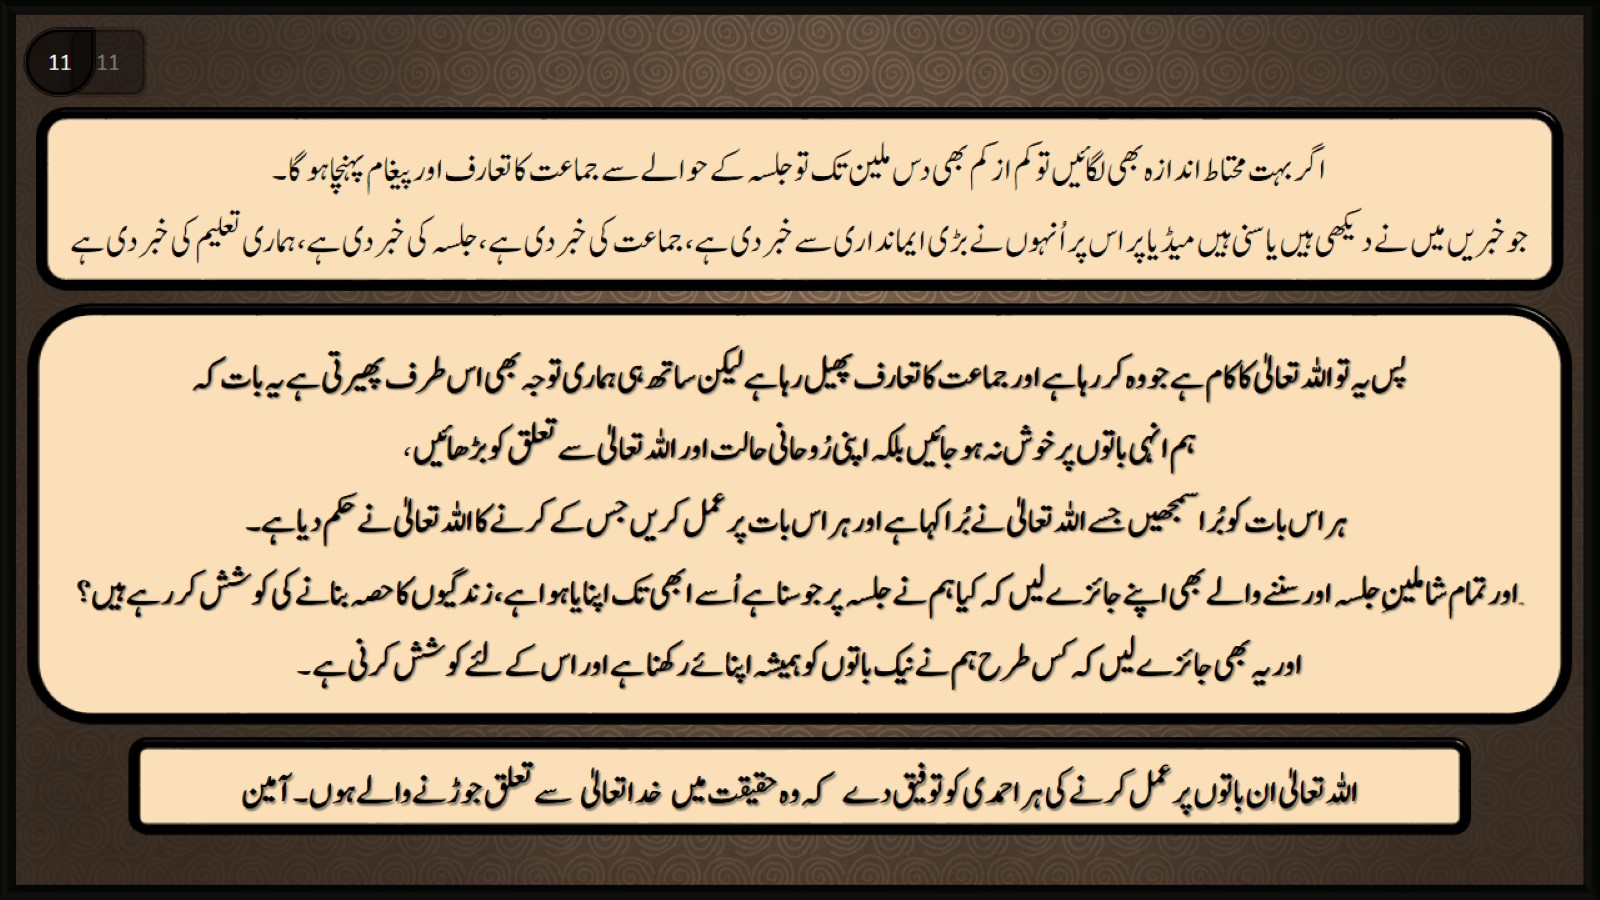 11 11
اگر بہت محتاط اندازہ بھی لگائیں تو کم از کم بھی دس ملین تک تو جلسہ کے حوالے سے جماعت کا تعارف اور پیغام پہنچا ہو گا۔
جو خبریں میں نے دیکھی ہیں یا سنی ہیں میڈیا پر اس پر اُنہوں نے بڑی ایمانداری سے خبر دی ہے، جماعت کی خبر دی ہے، جلسہ کی خبر دی ہے، ہماری تعلیم کی خبر دی ہے
پس یہ تو اللہ تعالیٰ کا کام ہے جو وہ کر رہا ہے اور جماعت کا تعارف پھیل رہا ہے لیکن ساتھ ہی ہماری توجہ بھی اس طرف پھیرتی ہے یہ بات کہ
ہم انہی باتوں پر خوش نہ ہو جائیں بلکہ اپنی رُوحانی حالت اور اللہ تعالیٰ سے تعلق کو بڑھائیں،
ہر اس بات کو بُرا سمجھیں جسے اللہ تعالیٰ نے بُرا کہا ہے اور ہر اس بات پر عمل کریں جس کے کرنے کا اللہ تعالیٰ نے حکم دیا ہے۔
۔اور تمام شاملینِ جلسہ اور سننے والے بھی اپنے جائزے لیں کہ کیا ہم نے جلسہ پر جو سنا ہے اُسے ابھی تک اپنایا ہوا ہے، زندگیوں کا حصہ بنانے کی کوشش کر رہے ہیں؟
اور یہ بھی جائزے لیں کہ کس طرح ہم نے نیک باتوں کو ہمیشہ اپنائے رکھنا ہے اور اس کے لئے کوشش کرنی ہے۔
اللہ تعالیٰ ان باتوں پر عمل کرنے کی ہر احمدی کو توفیق دے کہ وہ حقیقت میں خدا تعالیٰ سے تعلق جوڑنے والے ہوں۔ آمین